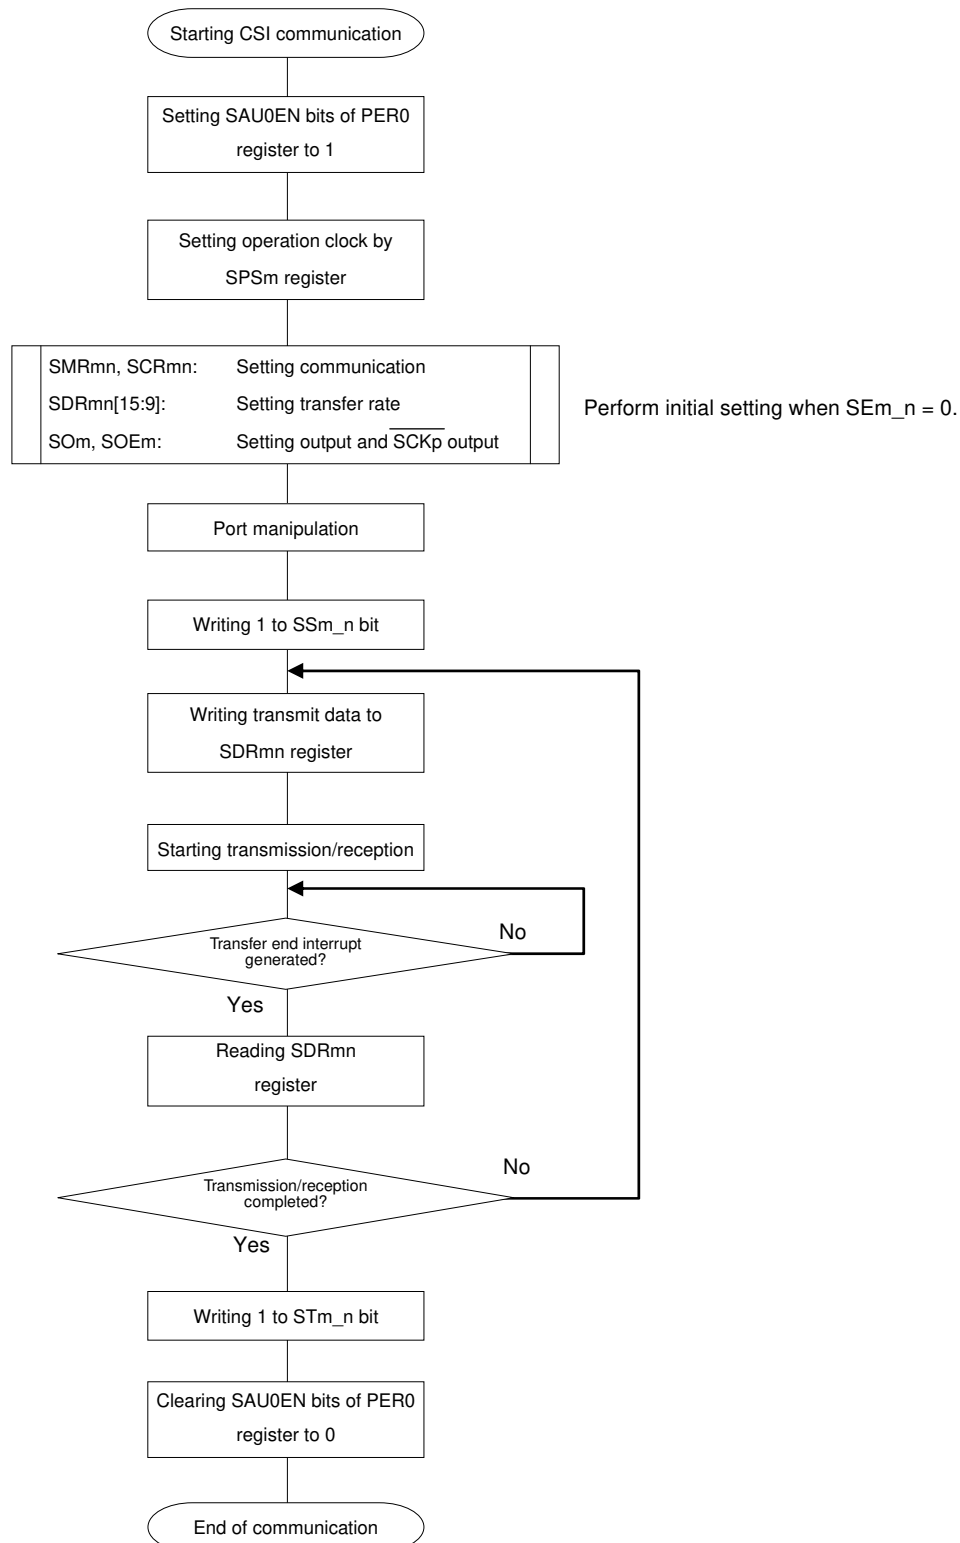 Starting CSI communication
Setting SAU0EN bits of PER0
register to 1
Setting operation clock by
SPSm register
SMRmn, SCRmn: Setting communication
SDRmn[15:9]: Setting transfer rate
SOm, SOEm: Setting output and S̅C̅K̅p̅ output
Perform initial setting when SEm_n = 0.
Port manipulation
Writing 1 to SSm_n bit
Writing transmit data to
SDRmn register
Starting transmission/reception
Transfer end interrupt
generated?
No
Yes
Reading SDRmn
register
Transmission/reception
completed?
No
Yes
Writing 1 to STm_n bit
Clearing SAU0EN bits of PER0
register to 0
End of communication